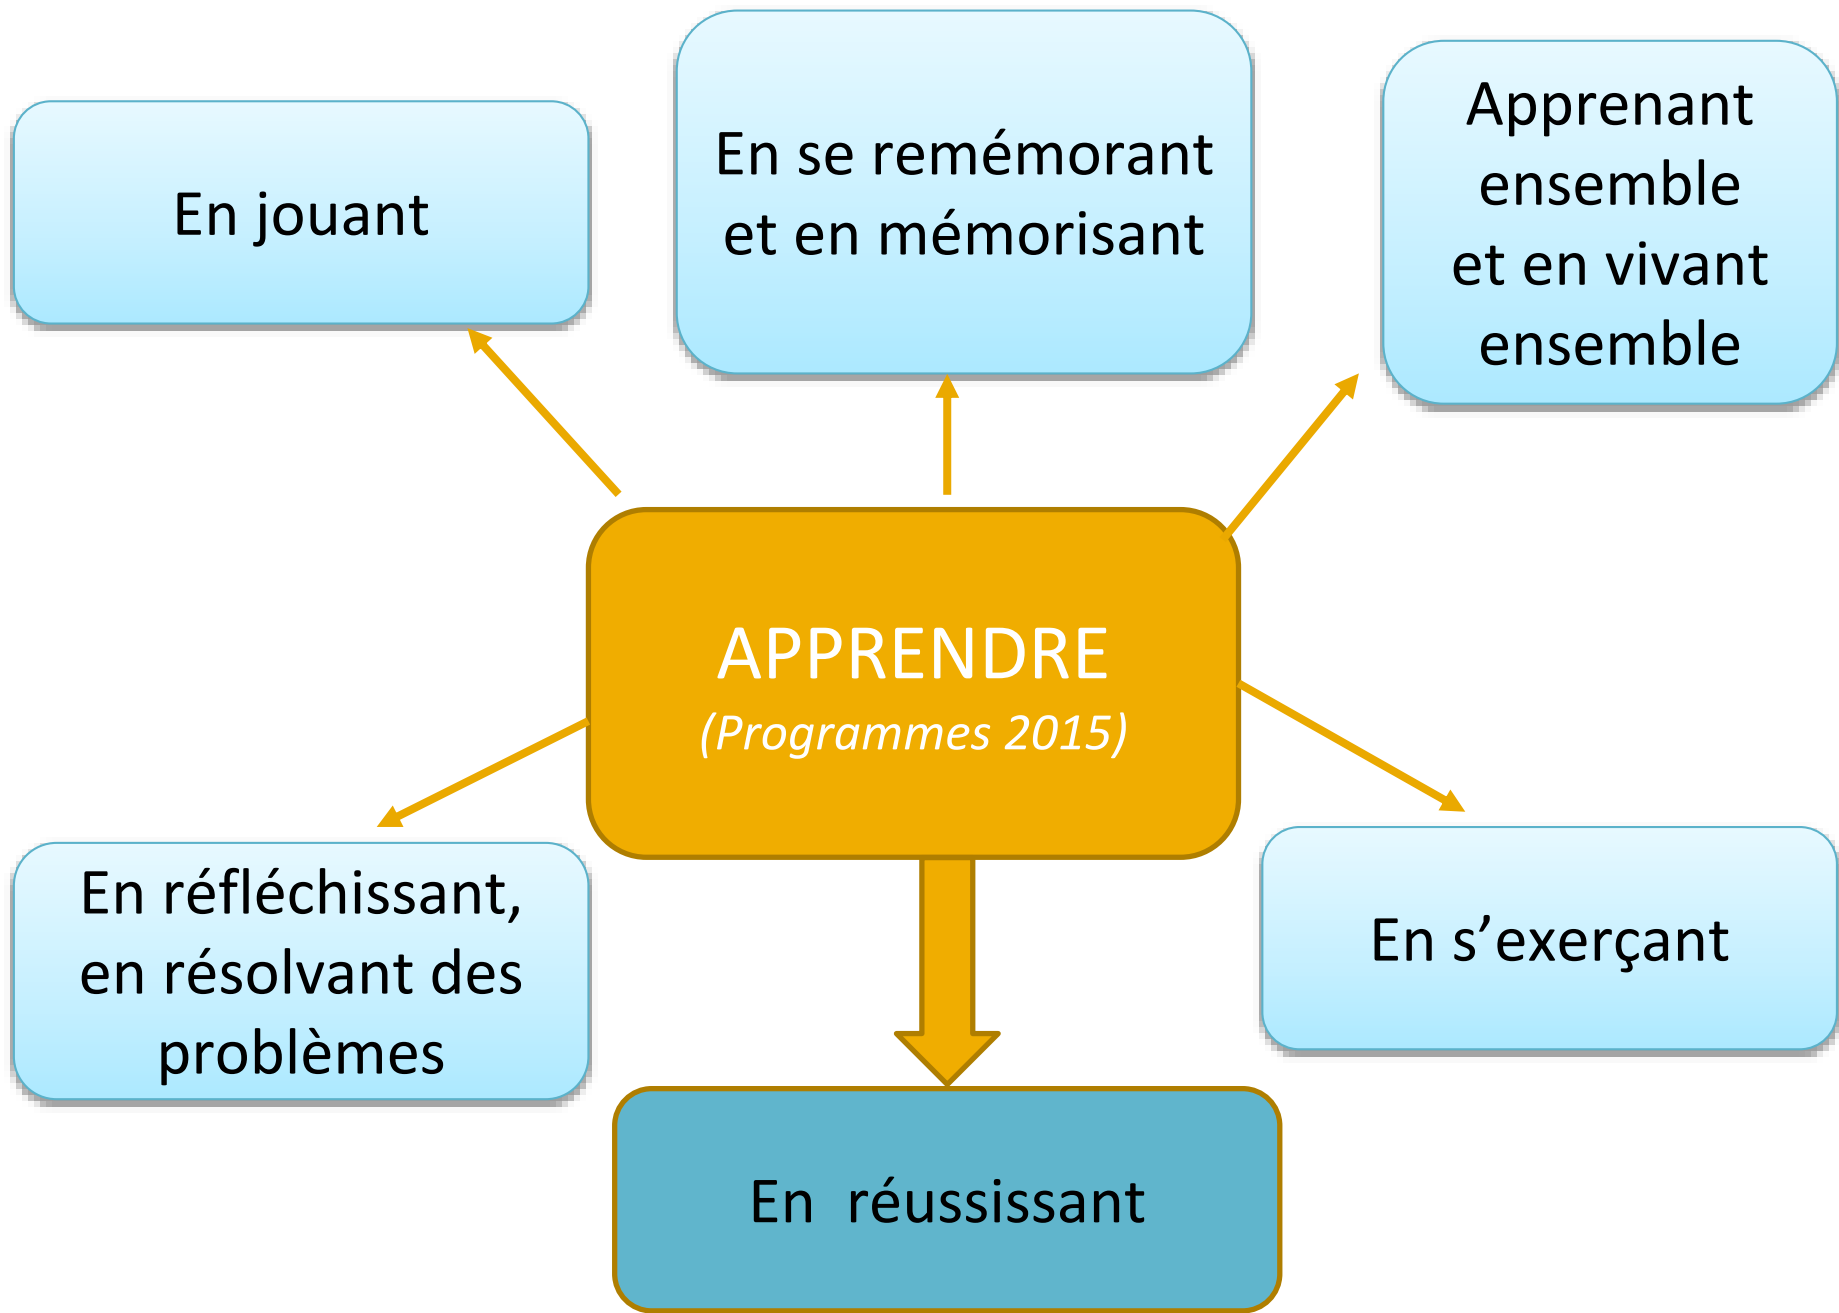 En jouant
En se remémorant
et en mémorisant
Apprenant
ensemble
et en vivant
ensemble
APPRENDRE
(Programmes 2015)
En réfléchissant,
en résolvant des
problèmes
En s’exerçant
En  réussissant